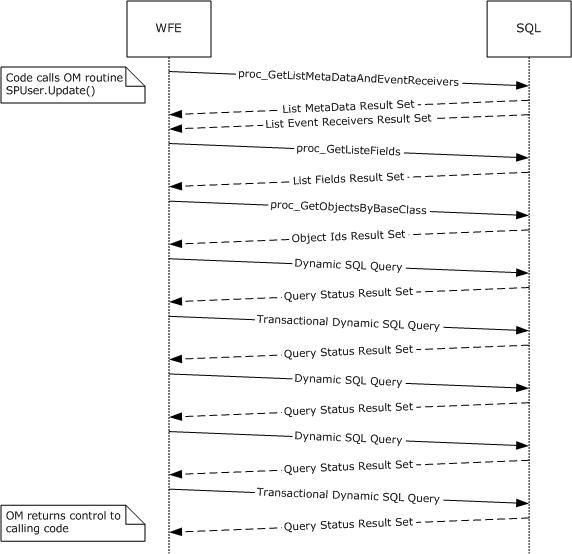 WFE
SQL
Code calls OM routine
SPUser.Update()
proc_GetListMetaDataAndEventReceivers
List MetaData Result Set
List Event Receivers Result Set
proc_GetListeFields
List Fields Result Set
proc_GetObjectsByBaseClass
Object Ids Result Set
Dynamic SQL Query
Query Status Result Set
Transactional Dynamic SQL Query
Query Status Result Set
Dynamic SQL Query
Query Status Result Set
Dynamic SQL Query
Query Status Result Set
Transactional Dynamic SQL Query
OM returns control to
calling code
Query Status Result Set